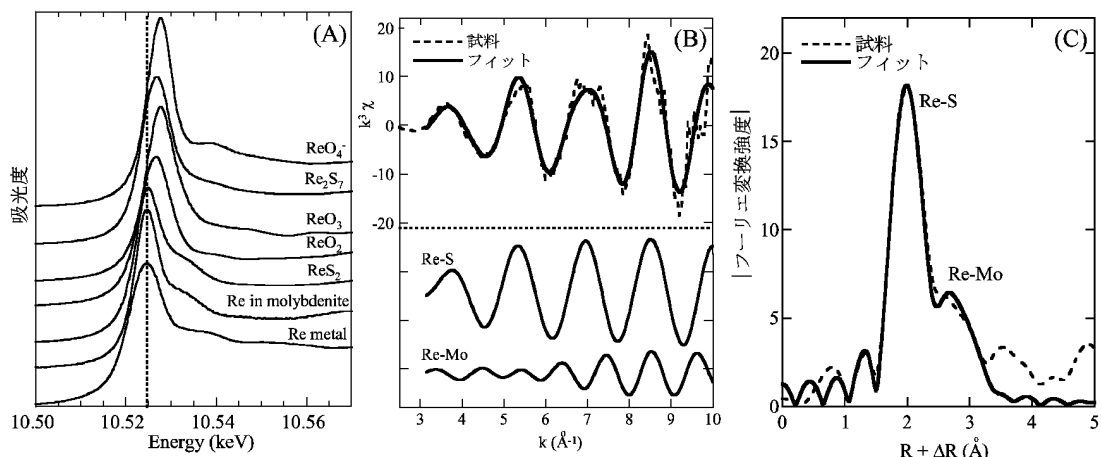 (A)
吸光度
ReO₄⁻
Re₂S₇
ReO₃
ReO₂
ReS₂
Re in molybdenite
Re metal
10.50
10.52
10.54
10.56
Energy (keV)
(B)
試料
フィット
k³ χ
20
10
0
-10
-20
Re-S
Re-Mo
3
4
5
6
7
8
9
10
k (Å⁻¹)
(C)
試料
フィット
|フーリエ変換強度|
20
15
10
5
0
Re-S
Re-Mo
0
1
2
3
4
5
R + ΔR (Å)